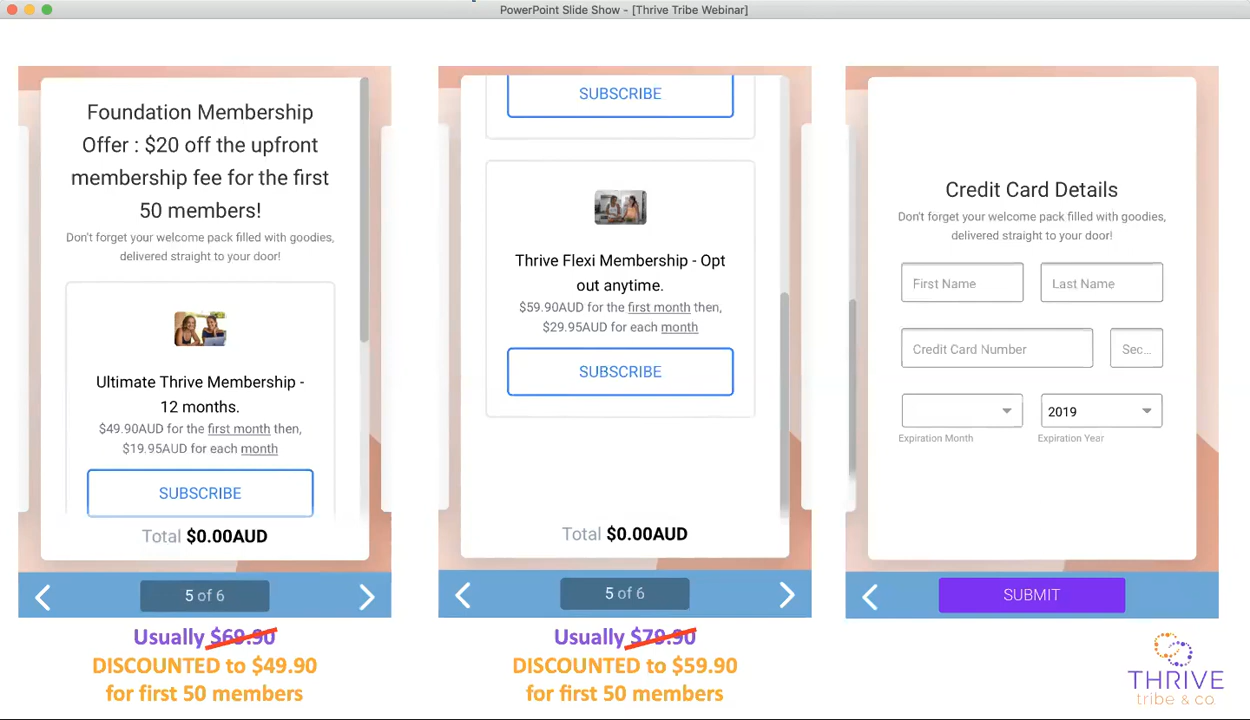 PowerPoint Slide Show - [Thrive Tribe Webinar]
Foundation Membership
Offer : $20 off the upfront
membership fee for the first
50 members!
Don't forget your welcome pack filled with goodies,
delivered straight to your door!
Ultimate Thrive Membership -
12 months.
$49.90AUD for the first month then,
$19.95AUD for each month
SUBSCRIBE
Total $0.00AUD
5 of 6
Usually $69.90
DISCOUNTED to $49.90
for first 50 members
SUBSCRIBE
Thrive Flexi Membership - Opt
out anytime.
$59.90AUD for the first month then,
$29.95AUD for each month
SUBSCRIBE
Total $0.00AUD
5 of 6
Usually $79.90
DISCOUNTED to $59.90
for first 50 members
Credit Card Details
Don't forget your welcome pack filled with goodies,
delivered straight to your door!
First Name Last Name
Credit Card Number Sec...
2019
Expiration Month Expiration Year
SUBMIT
THRIVE
tribe & co.